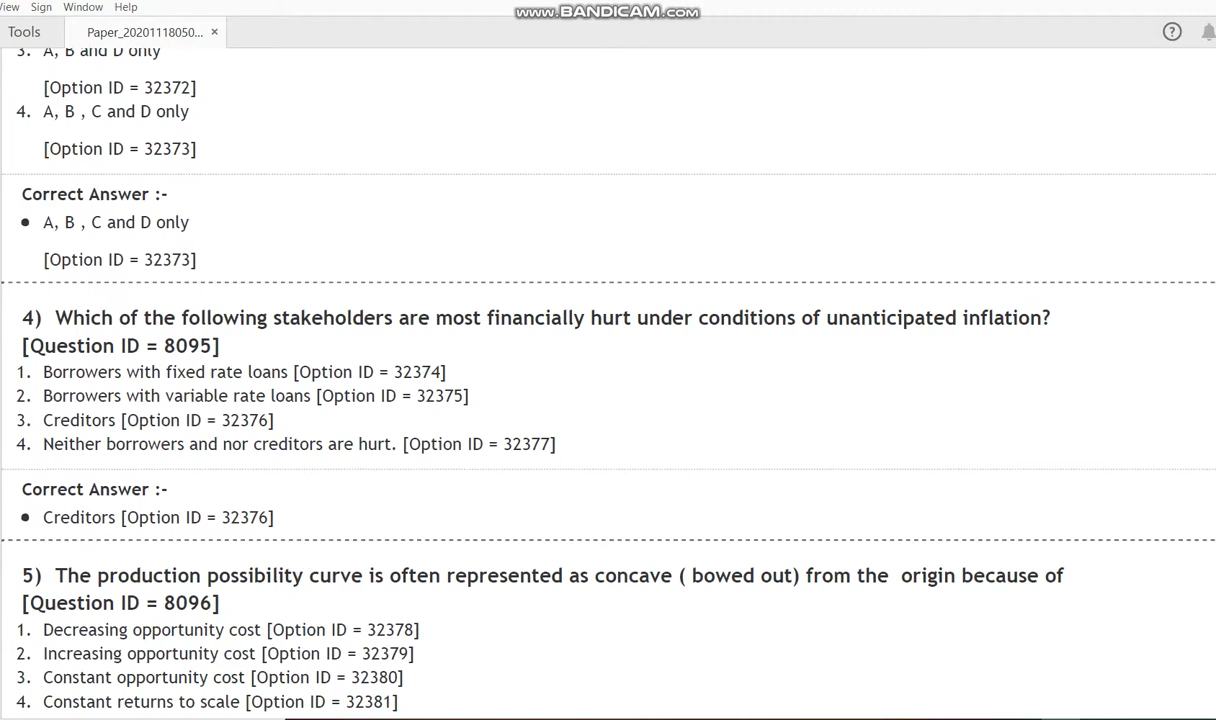 View Sign Window Help
www.BANDICAM.com
Tools Paper_20201118050... × ?
3. A, B and D only
[Option ID = 32372]
4. A, B , C and D only
[Option ID = 32373]
Correct Answer :-
• A, B , C and D only
[Option ID = 32373]
4) Which of the following stakeholders are most financially hurt under conditions of unanticipated inflation?
[Question ID = 8095]
1. Borrowers with fixed rate loans [Option ID = 32374]
2. Borrowers with variable rate loans [Option ID = 32375]
3. Creditors [Option ID = 32376]
4. Neither borrowers and nor creditors are hurt. [Option ID = 32377]
Correct Answer :-
• Creditors [Option ID = 32376]
5) The production possibility curve is often represented as concave ( bowed out) from the origin because of
[Question ID = 8096]
1. Decreasing opportunity cost [Option ID = 32378]
2. Increasing opportunity cost [Option ID = 32379]
3. Constant opportunity cost [Option ID = 32380]
4. Constant returns to scale [Option ID = 32381]